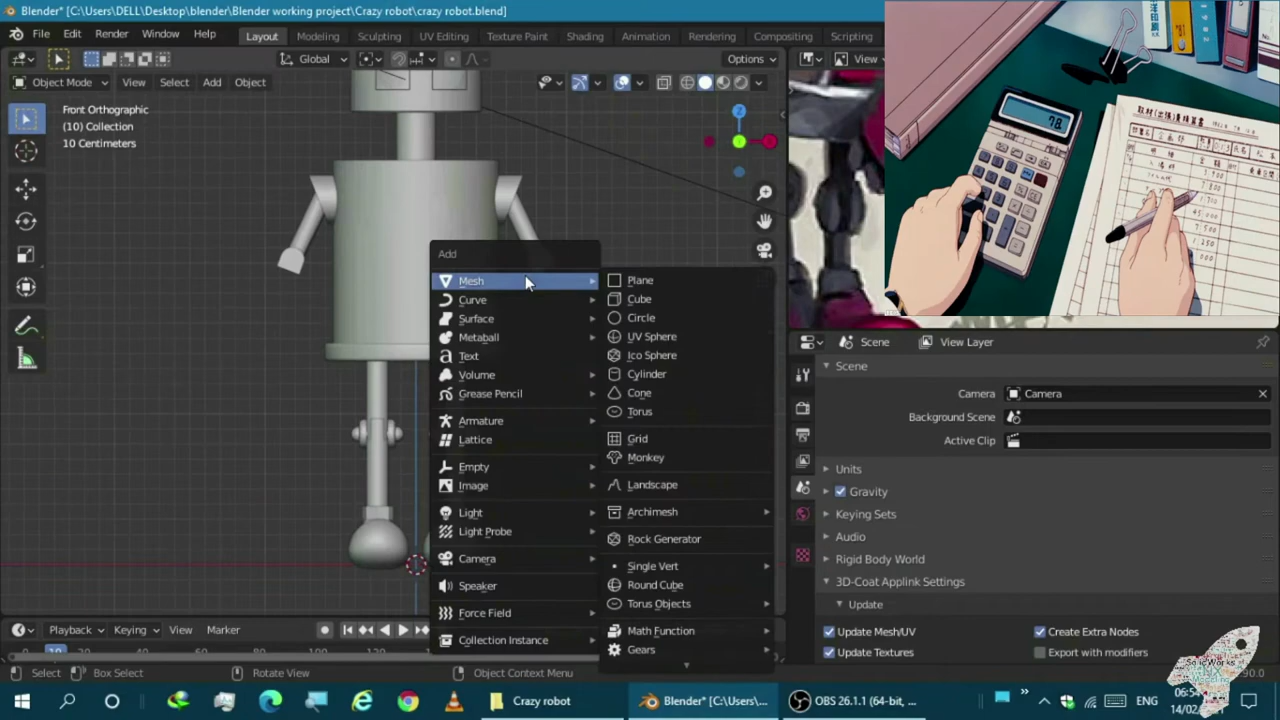 Blender* [C:\Users\DELL\Desktop\blender\Blender working project\Crazy robot\crazy robot.blend]
File Edit Render Window Help Layout Modeling Sculpting UV Editing Texture Paint Shading Animation Rendering Compositing Scripting
Global Options View
Object Mode View Select Add Object
Front Orthographic
(10) Collection
10 Centimeters
Z
Add
Mesh
Curve
Surface
Metaball
Text
Volume
Grease Pencil
Armature
Lattice
Empty
Image
Light
Light Probe
Camera
Speaker
Force Field
Collection Instance
Plane
Cube
Circle
UV Sphere
Ico Sphere
Cylinder
Cone
Torus
Grid
Monkey
Landscape
Archimesh
Rock Generator
Single Vert
Round Cube
Torus Objects
Math Function
Gears
Scene View Layer
Scene
Camera Camera
Background Scene
Active Clip
Units
Gravity
Keying Sets
Audio
Rigid Body World
3D-Coat Applink Settings
Update
Update Mesh/UV Create Extra Nodes
Update Textures Export with modifiers
Playback Keying View Marker
10 120 140
Select Box Select Rotate View Object Context Menu
Crazy robot Blender* [C:\Users\... OBS 26.1.1 (64-bit, ... ENG
SolidWorks